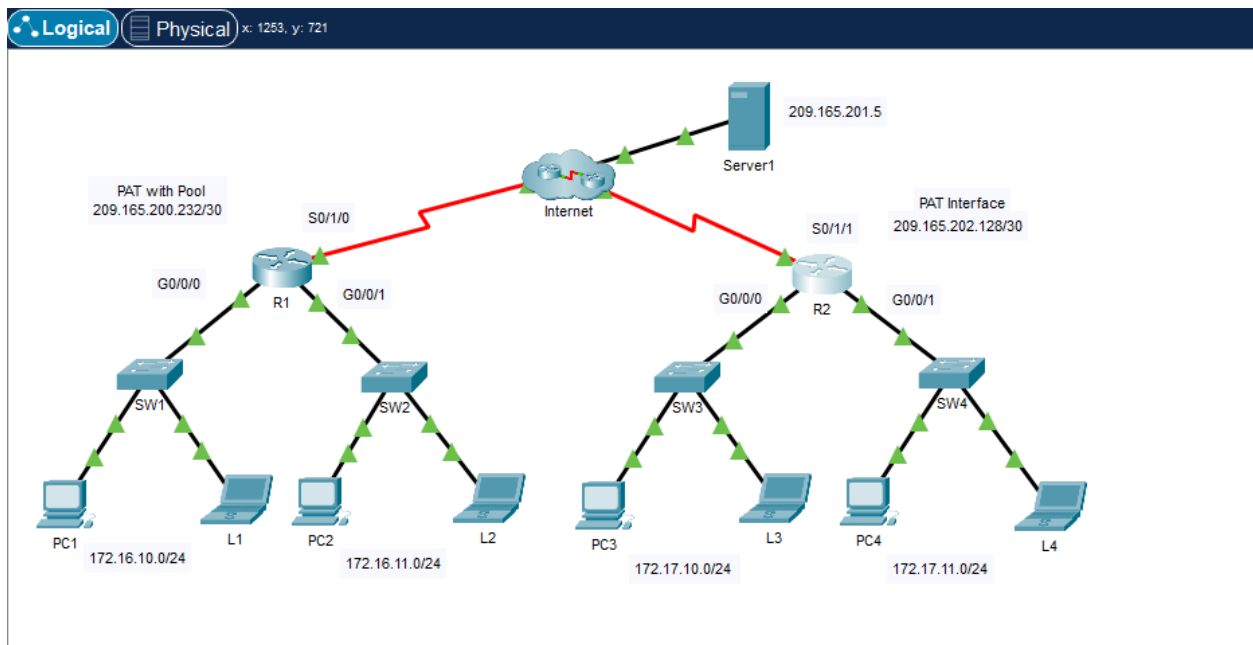 Logical Physical x: 1253, y: 721
209.165.201.5
Server1
PAT with Pool
209.165.200.232/30
Internet
PAT Interface
209.165.202.128/30
S0/1/0
S0/1/1
G0/0/0
G0/0/1
R1
G0/0/0
G0/0/1
R2
SW1
SW2
SW3
SW4
PC1
L1
PC2
L2
PC3
L3
PC4
L4
172.16.10.0/24
172.16.11.0/24
172.17.10.0/24
172.17.11.0/24